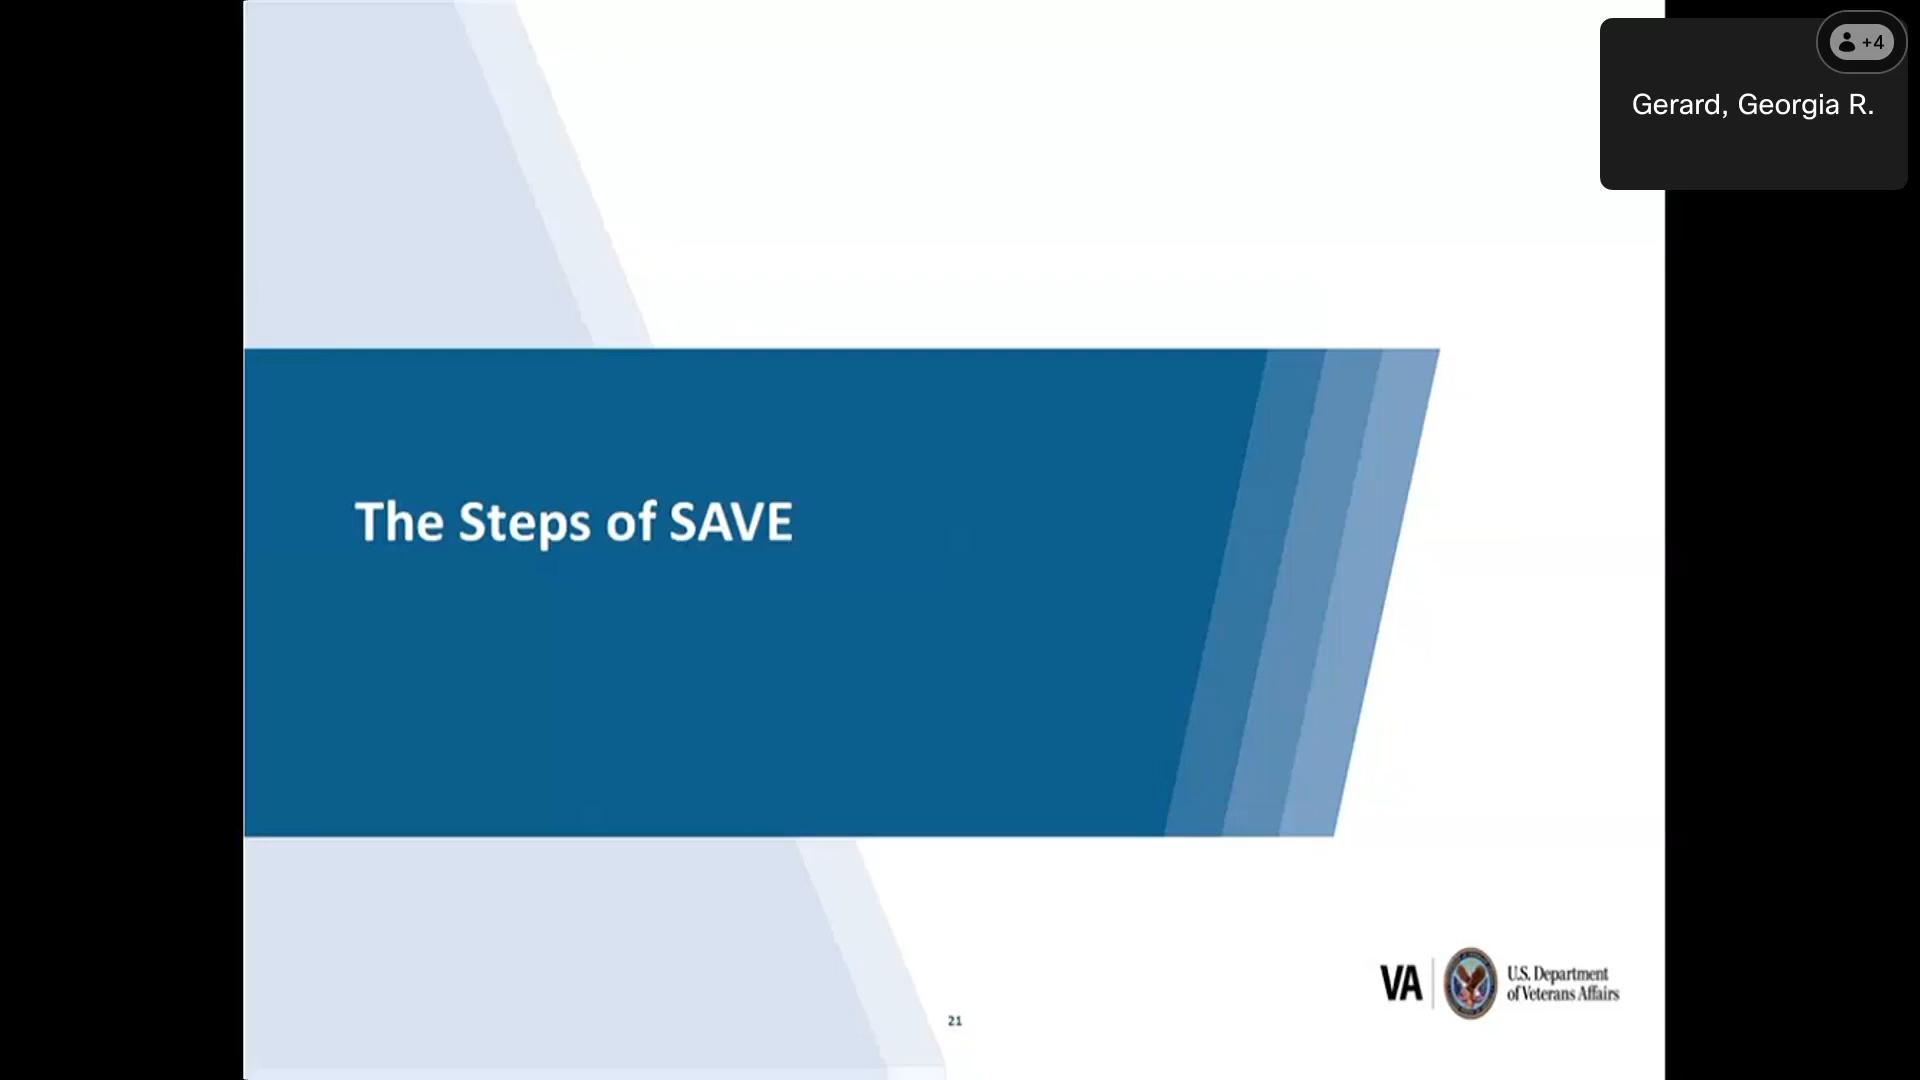 +4
Gerard, Georgia R.
The Steps of SAVE
VA
U.S. Department
of Veterans Affairs
21